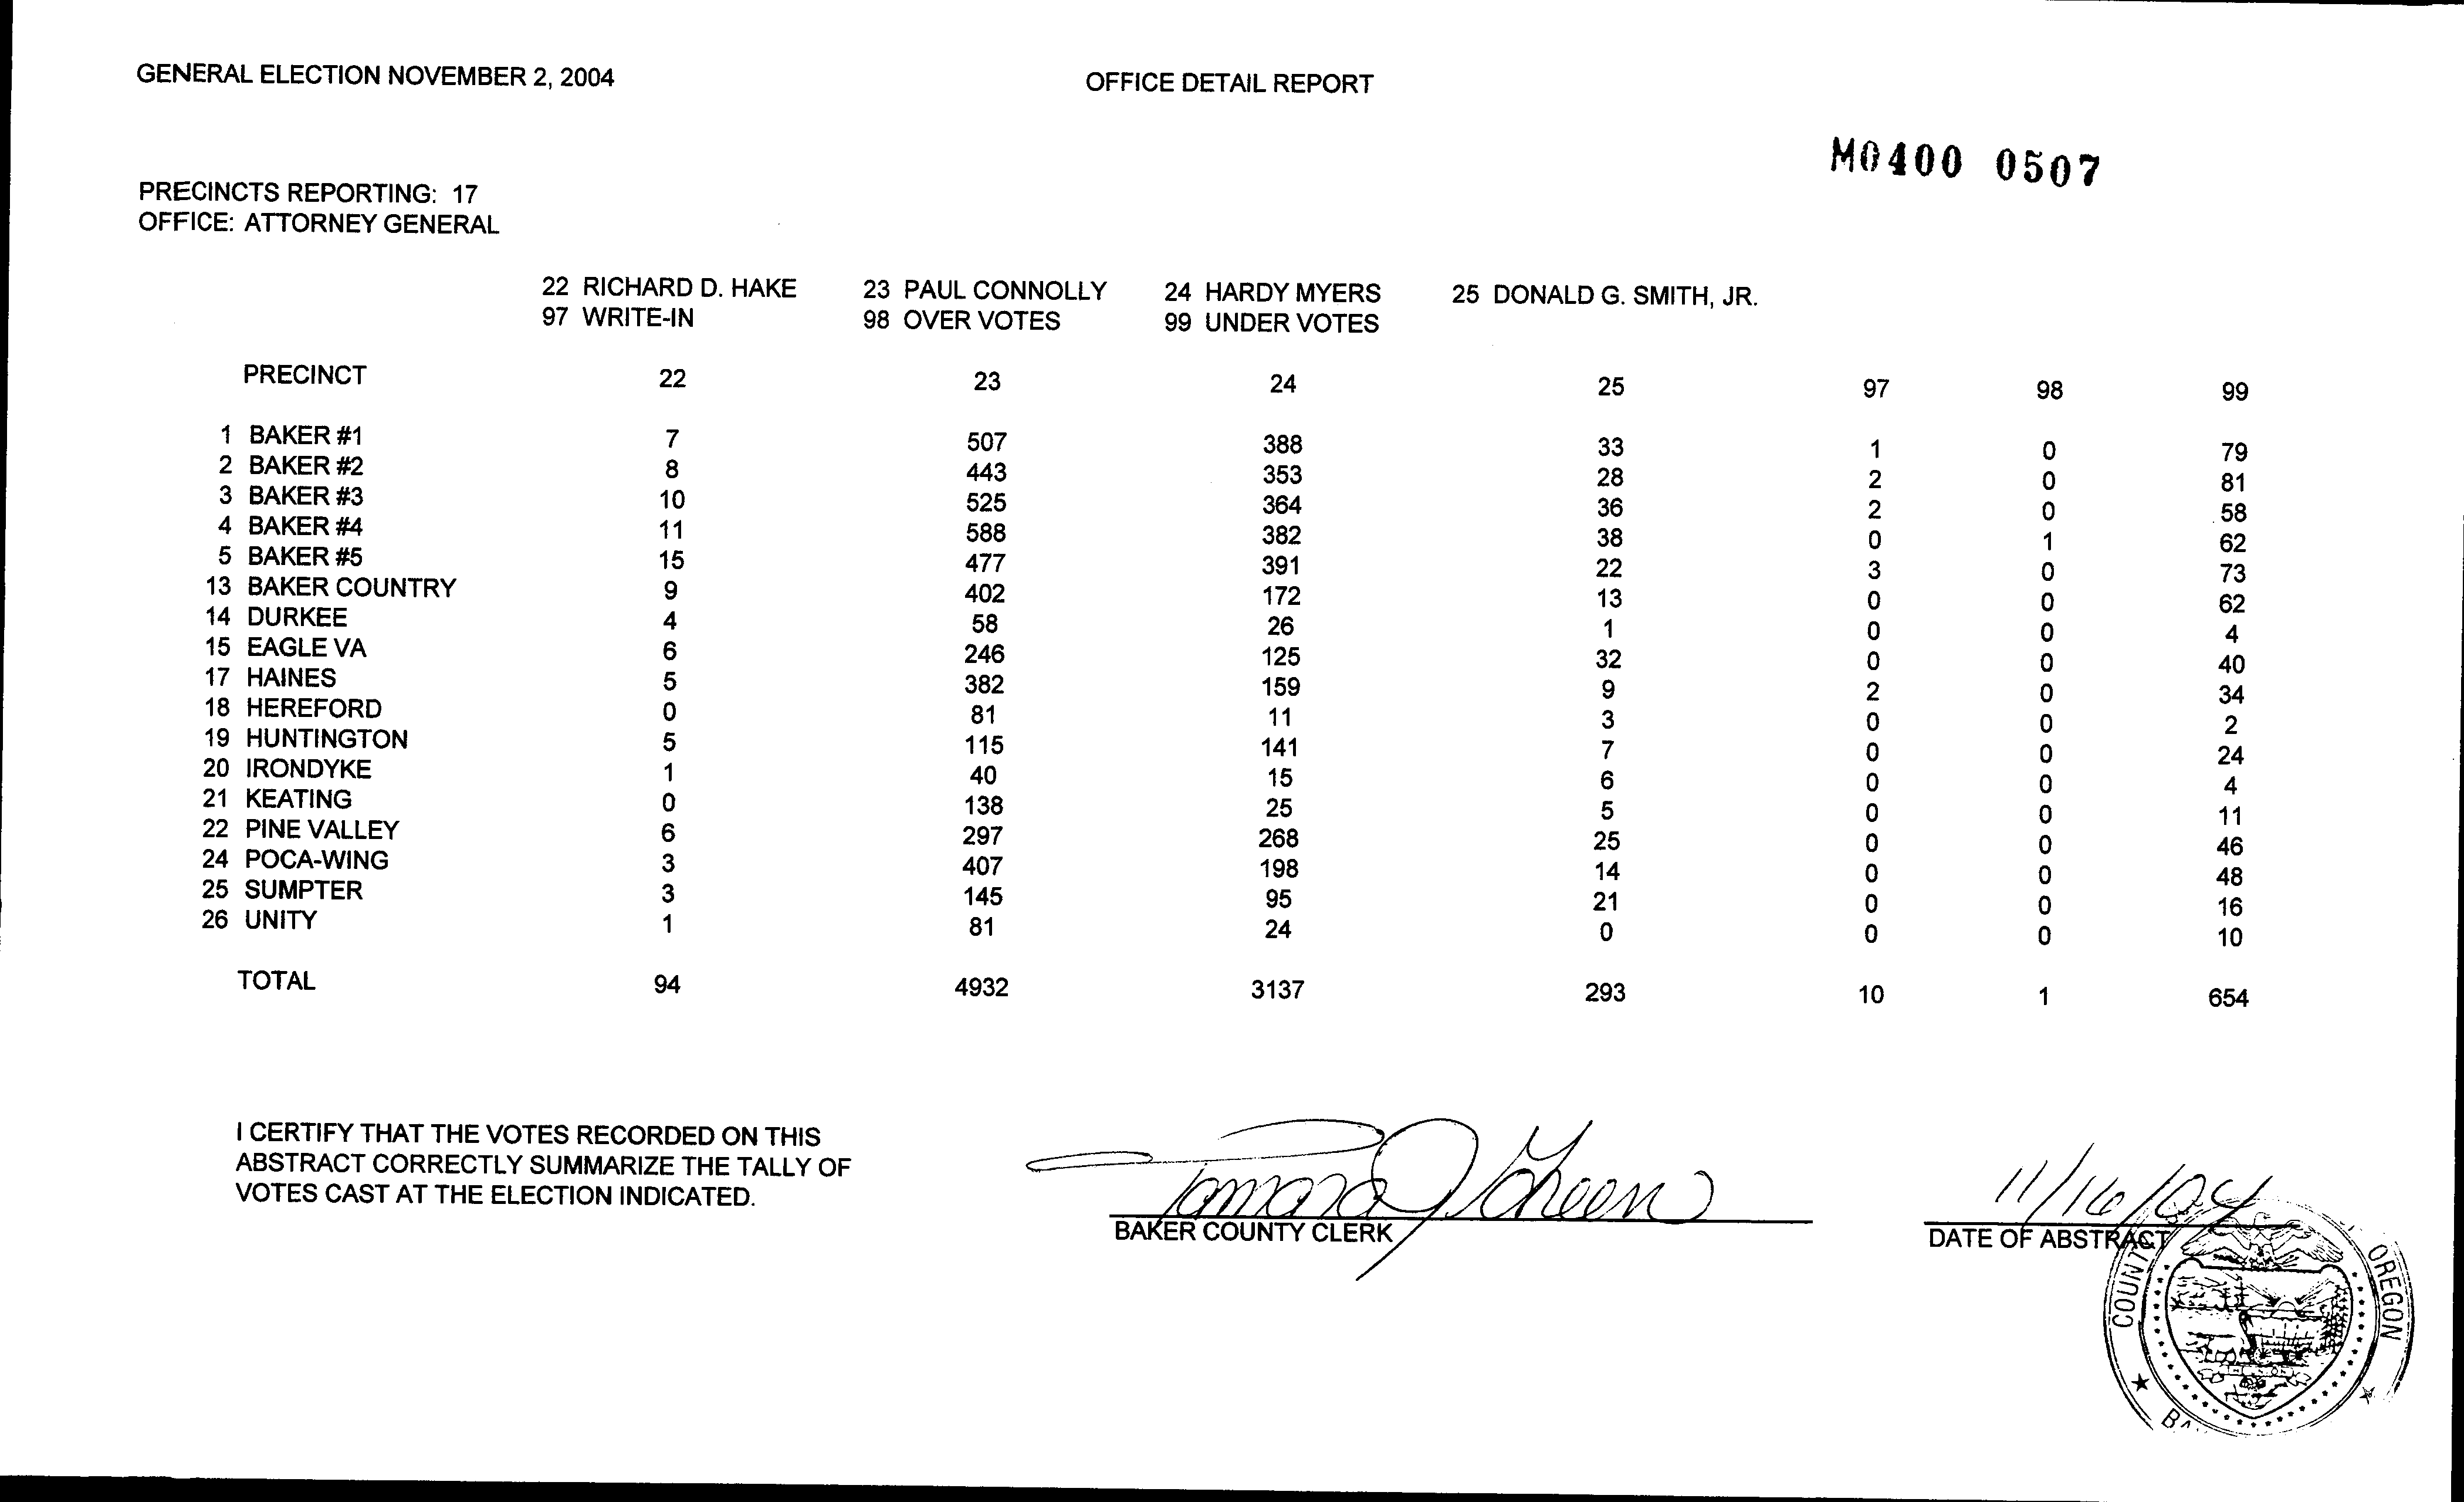 GENERAL ELECTION NOVEMBER 2, 2004 OFFICE DETAIL REPORT
M0400 0507
PRECINCTS REPORTING: 17
OFFICE: ATTORNEY GENERAL
22 RICHARD D. HAKE 23 PAUL CONNOLLY 24 HARDY MYERS 25 DONALD G. SMITH, JR.
97 WRITE-IN 98 OVER VOTES 99 UNDER VOTES
PRECINCT 22 23 24 25 97 98 99
1 BAKER #1 7 507 388 33 1 0 79
2 BAKER #2 8 443 353 28 2 0 81
3 BAKER #3 10 525 364 36 2 0 58
4 BAKER #4 11 588 382 38 0 1 62
5 BAKER #5 15 477 391 22 3 0 73
13 BAKER COUNTRY 9 402 172 13 0 0 62
14 DURKEE 4 58 26 1 0 0 4
15 EAGLE VA 6 246 125 32 0 0 40
17 HAINES 5 382 159 9 2 0 34
18 HEREFORD 0 81 11 3 0 0 2
19 HUNTINGTON 5 115 141 7 0 0 24
20 IRONDYKE 1 40 15 6 0 0 4
21 KEATING 0 138 25 5 0 0 11
22 PINE VALLEY 6 297 268 25 0 0 46
24 POCA-WING 3 407 198 14 0 0 48
25 SUMPTER 3 145 95 21 0 0 16
26 UNITY 1 81 24 0 0 0 10
TOTAL 94 4932 3137 293 10 1 654
I CERTIFY THAT THE VOTES RECORDED ON THIS
ABSTRACT CORRECTLY SUMMARIZE THE TALLY OF
VOTES CAST AT THE ELECTION INDICATED.
Tamara J Green 11/16/04
BAKER COUNTY CLERK DATE OF ABSTRACT
COUNTY OREGON